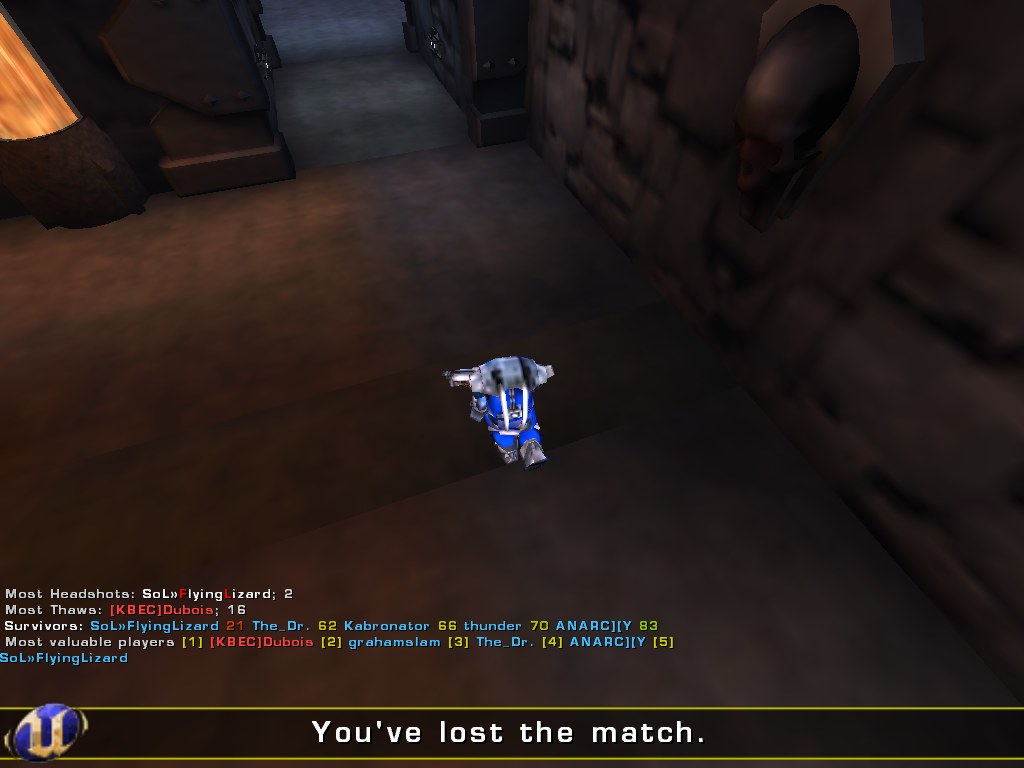 Most Headshots: SoL»FlyingLizard; 2
Most Thaws: [KBEC]Dubois; 16
Survivors: SoL»FlyingLizard 21 The_Dr. 62 Kabronator 66 thunder 70 ANARC][Y 83
Most valuable players [1] [KBEC]Dubois [2] grahamslam [3] The_Dr. [4] ANARC][Y [5]
SoL»FlyingLizard
You've lost the match.